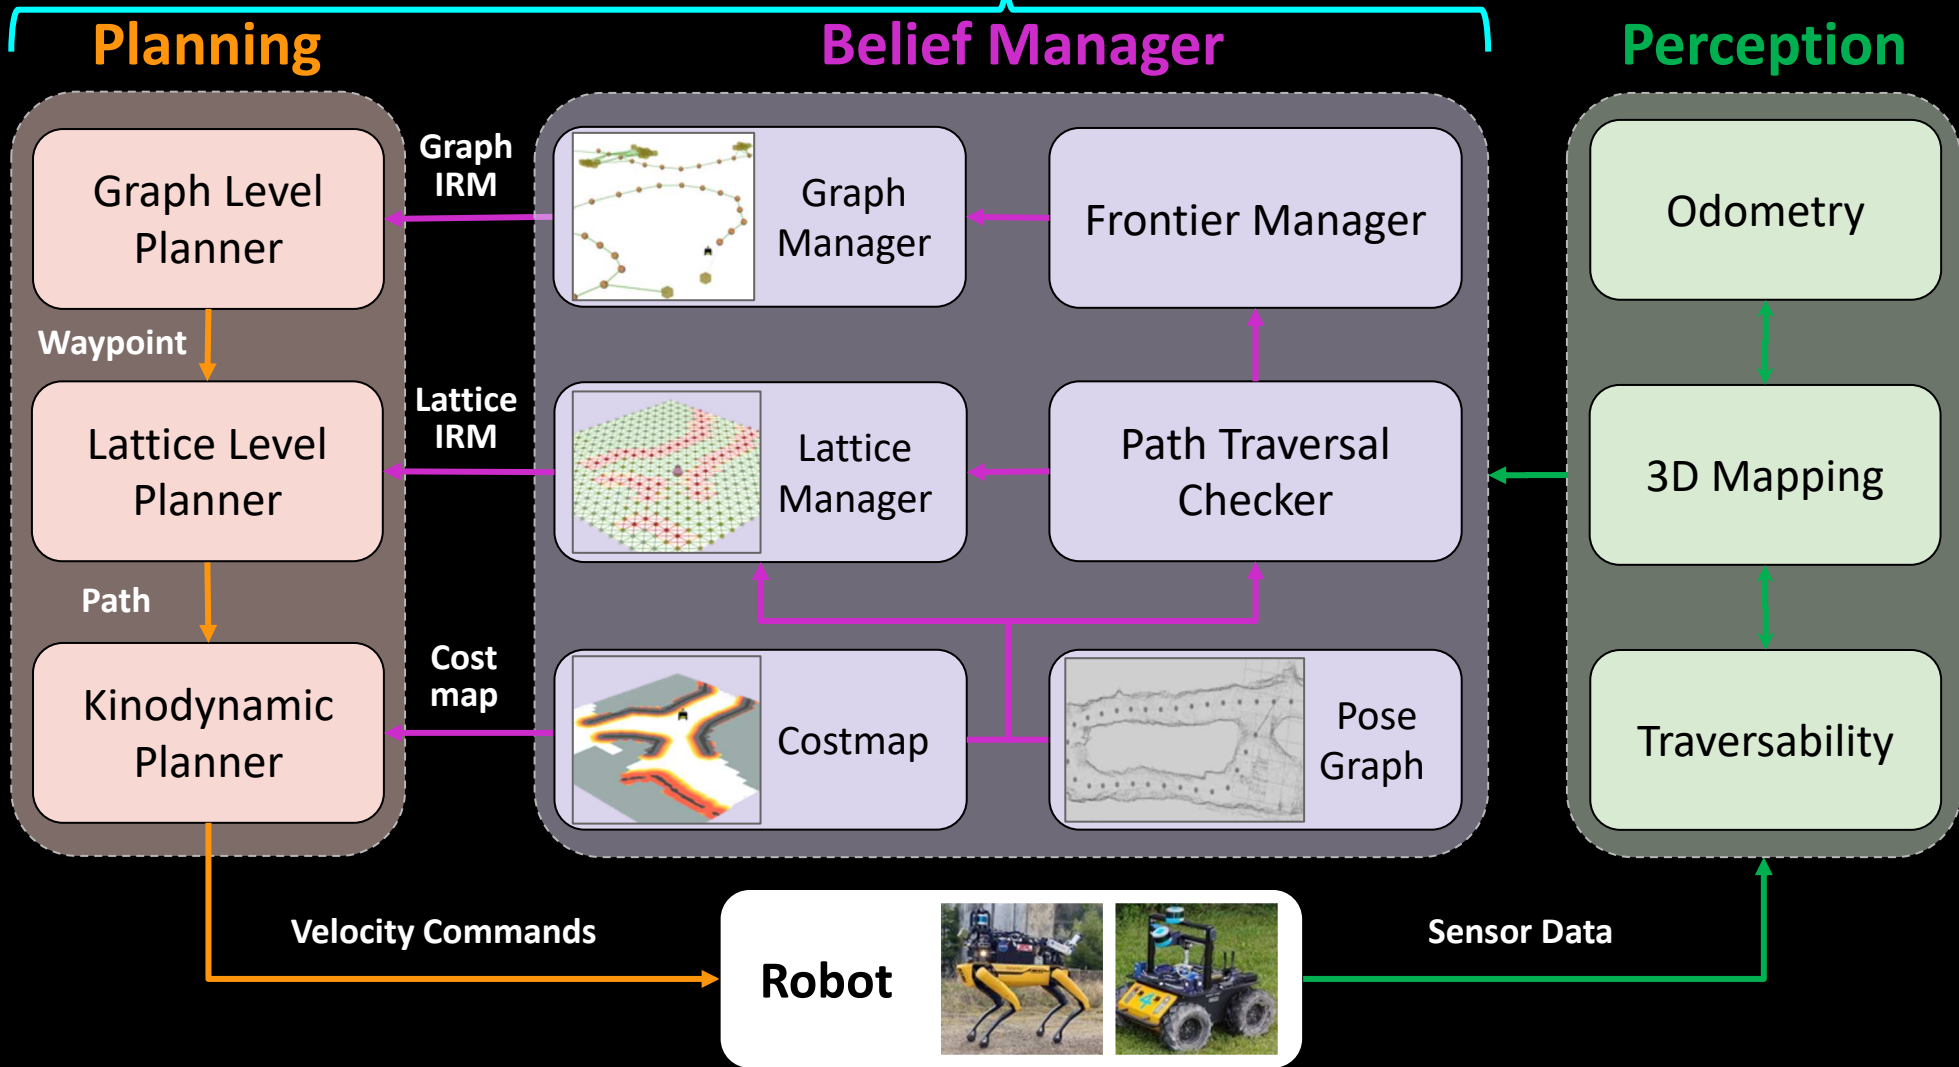 Planning
Belief Manager
Perception
Graph Level
Planner
Graph
IRM
Graph
Manager
Frontier Manager
Odometry
Waypoint
Lattice Level
Planner
Lattice
IRM
Lattice
Manager
Path Traversal
Checker
3D Mapping
Path
Kinodynamic
Planner
Cost
map
Costmap
Pose
Graph
Traversability
Velocity Commands
Robot
4
Sensor Data